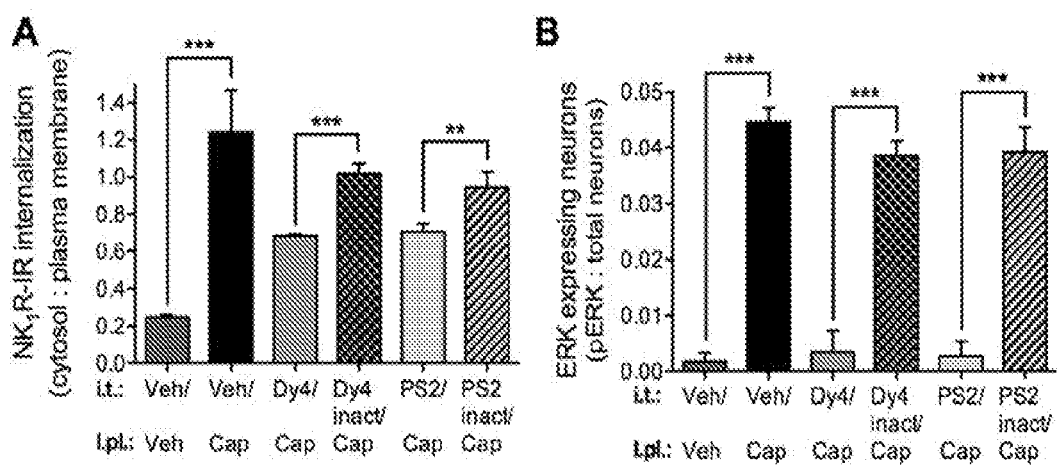 A
NK1R-IR internalization
(cytosol : plasma membrane)
1.4
1.2
1.0
0.8
0.6
0.4
0.2
0.0
***
***
**
i.t.: Veh/ Veh/ Dy4/ Dy4 inact/ PS2/ PS2 inact/
i.pl.: Veh Cap Cap Cap Cap Cap
B
ERK expressing neurons
(pERK : total neurons)
0.05
0.04
0.03
0.01
0.00
***
***
***
i.t.: Veh/ Veh/ Dy4/ Dy4 inact/ PS2/ PS2 inact/
i.pl.: Veh Cap Cap Cap Cap Cap